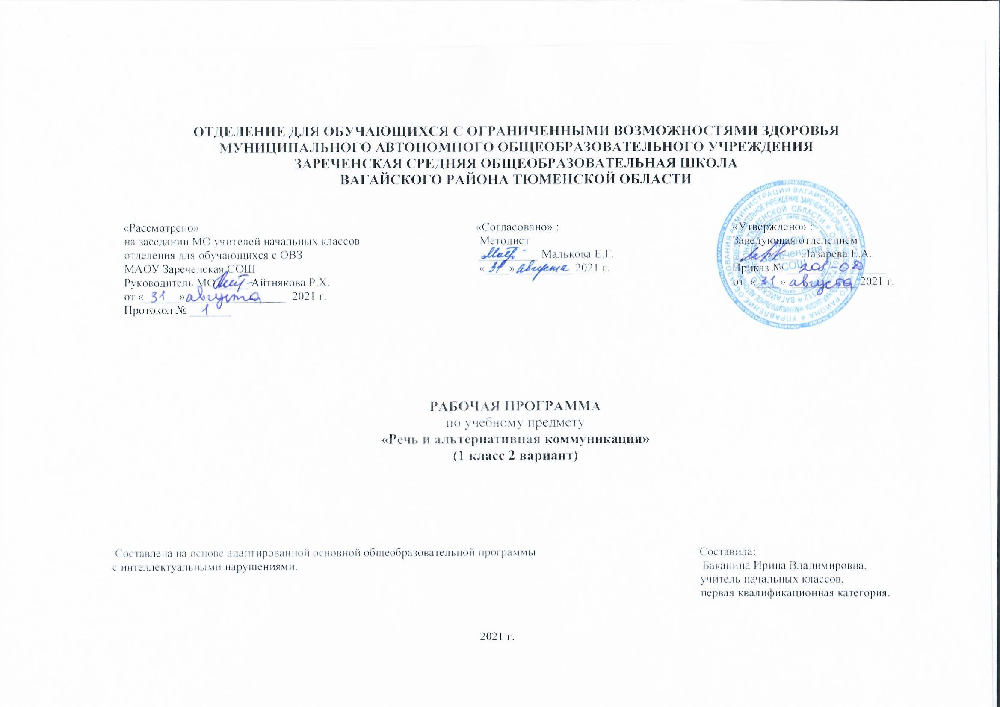 ОТДЕЛЕНИЕ ДЛЯ ОБУЧАЮЩИХСЯ С ОГРАНИЧЕННЫМИ ВОЗМОЖНОСТЯМИ ЗДОРОВЬЯ
МУНИЦИПАЛЬНОГО АВТОНОМНОГО ОБЩЕОБРАЗОВАТЕЛЬНОГО УЧРЕЖДЕНИЯ
ЗАРЕЧЕНСКАЯ СРЕДНЯЯ ОБЩЕОБРАЗОВАТЕЛЬНАЯ ШКОЛА
ВАГАЙСКОГО РАЙОНА ТЮМЕНСКОЙ ОБЛАСТИ
«Рассмотрено»
на заседании МО учителей начальных классов
отделения для обучающихся с ОВЗ
МАОУ Зареченская СОШ
Руководитель МО Айтнякова Р.Х.
от «31» августа 2021 г.
Протокол № 1
«Согласовано» :
Методист
Малькова Е.Г.
«31» августа 2021 г.
«Утверждено» :
Заведующая отделением
Лазарева Е.А.
Приказ № 208-ОД
от «31» августа 2021 г.
МАОУ
Зареченская
СОШ
РАБОЧАЯ ПРОГРАММА
по учебному предмету
«Речь и альтернативная коммуникация»
(1 класс 2 вариант)
Составлена на основе адаптированной основной общеобразовательной программы
с интеллектуальными нарушениями.
Составила:
Баканина Ирина Владимировна,
учитель начальных классов,
первая квалификационная категория.
2021 г.